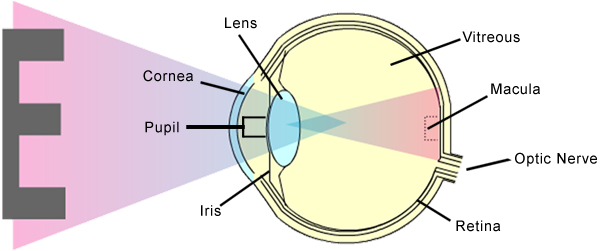 E
Lens
Cornea
Pupil
Iris
Vitreous
Macula
Optic Nerve
Retina